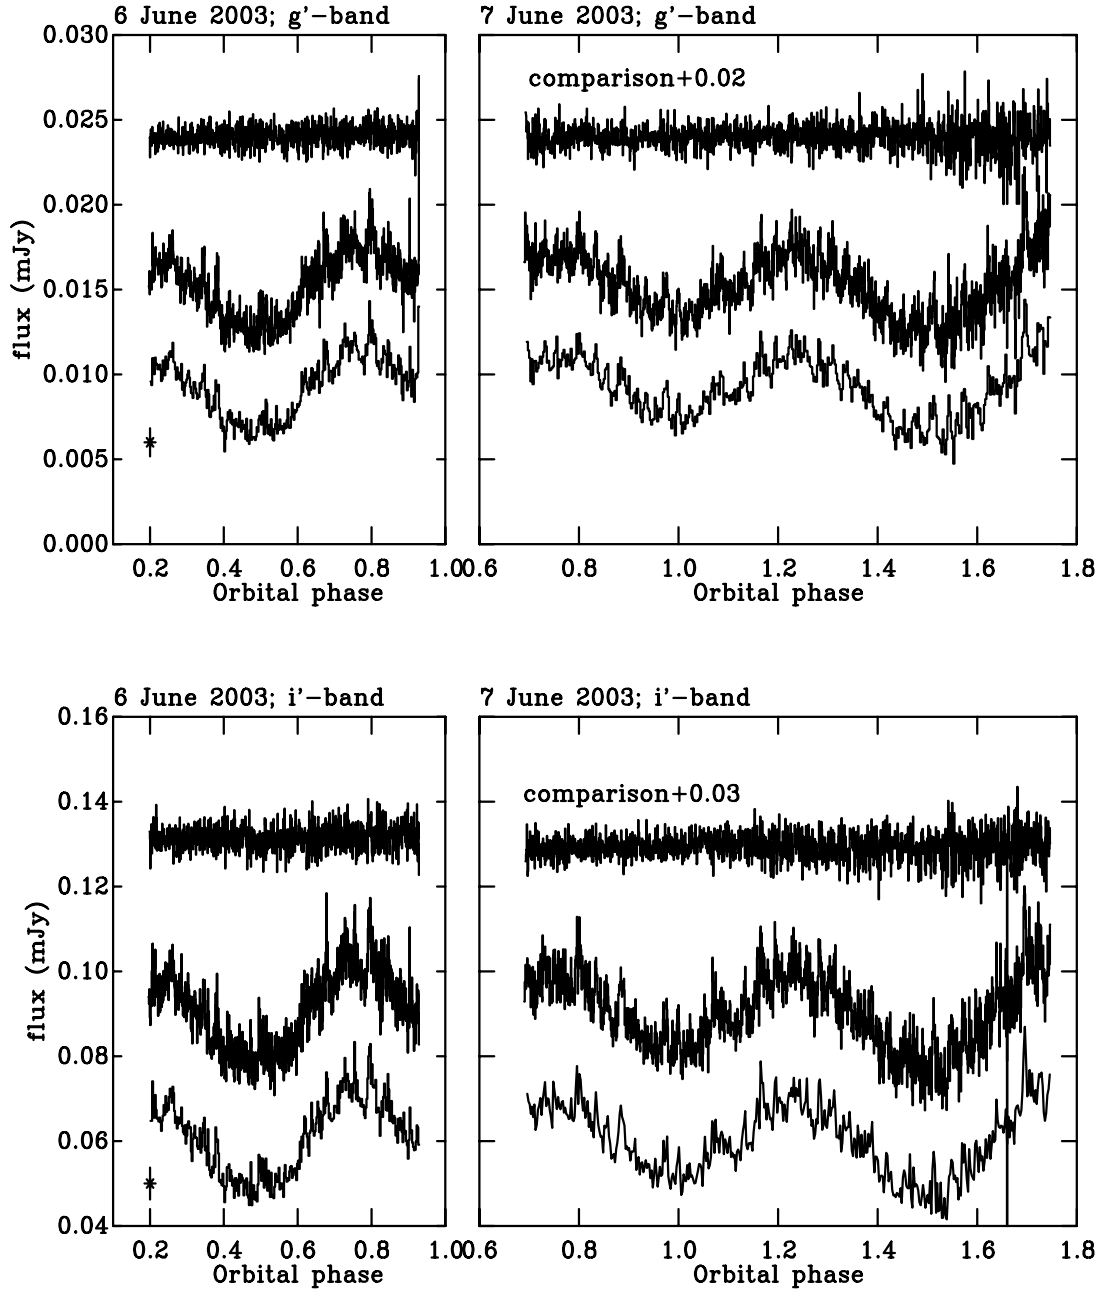 6 June 2003; g'−band
7 June 2003; g'−band
0.030
0.025
0.020
0.015
0.010
0.005
0.000
flux (mJy)
comparison+0.02
0.2 0.4 0.6 0.8 1.0
0.6 0.8 1.0 1.2 1.4 1.6 1.8
Orbital phase
Orbital phase
6 June 2003; i'−band
7 June 2003; i'−band
0.16
0.14
0.12
0.10
0.08
0.06
0.04
flux (mJy)
comparison+0.03
0.2 0.4 0.6 0.8 1.0
0.6 0.8 1.0 1.2 1.4 1.6 1.8
Orbital phase
Orbital phase